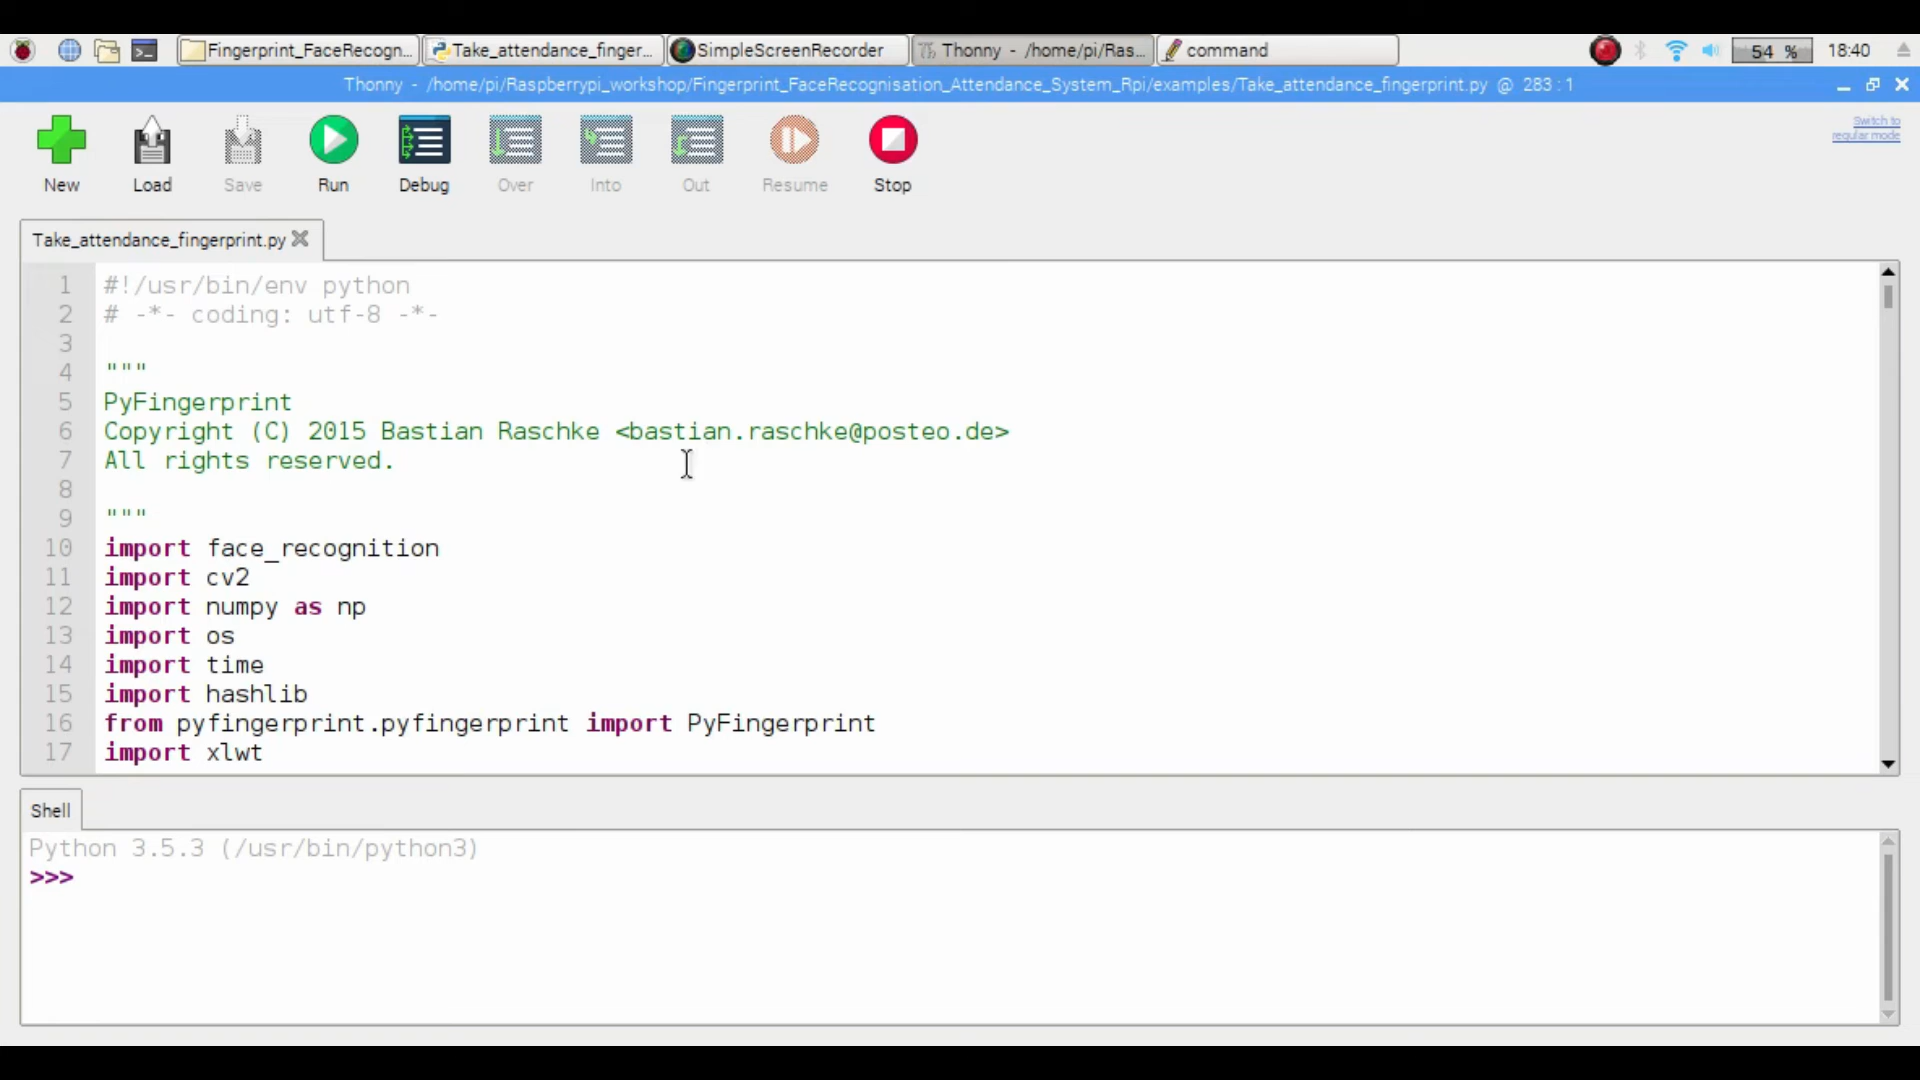 Fingerprint_FaceRecogn... Take_attendance_finger... SimpleScreenRecorder Thonny - /home/pi/Ras... command 54 % 18:40
Thonny - /home/pi/Raspberrypi_workshop/Fingerprint_FaceRecognisation_Attendance_System_Rpi/examples/Take_attendance_fingerprint.py @ 283:1
Switch to
regular mode
New Load Save Run Debug Over Into Out Resume Stop
Take_attendance_fingerprint.py
1 #!/usr/bin/env python
2 # -*- coding: utf-8 -*-
3
4 """
5 PyFingerprint
6 Copyright (C) 2015 Bastian Raschke <bastian.raschke@posteo.de>
7 All rights reserved.
8
9 """
10 import face_recognition
11 import cv2
12 import numpy as np
13 import os
14 import time
15 import hashlib
16 from pyfingerprint.pyfingerprint import PyFingerprint
17 import xlwt
Shell
Python 3.5.3 (/usr/bin/python3)
>>>